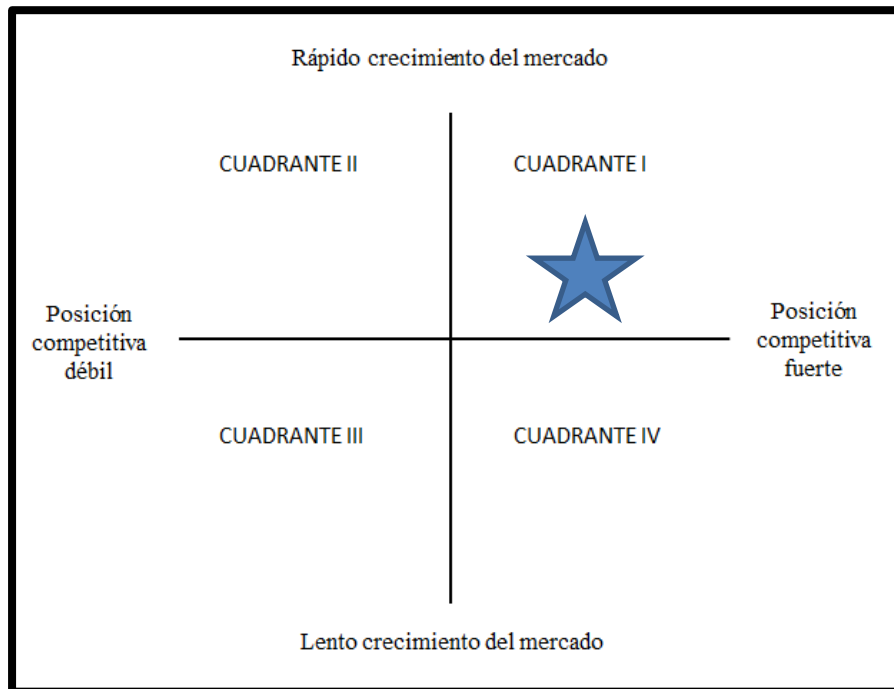 Rápido crecimiento del mercado
CUADRANTE II
CUADRANTE I
Posición
competitiva
débil
Posición
competitiva
fuerte
CUADRANTE III
CUADRANTE IV
Lento crecimiento del mercado